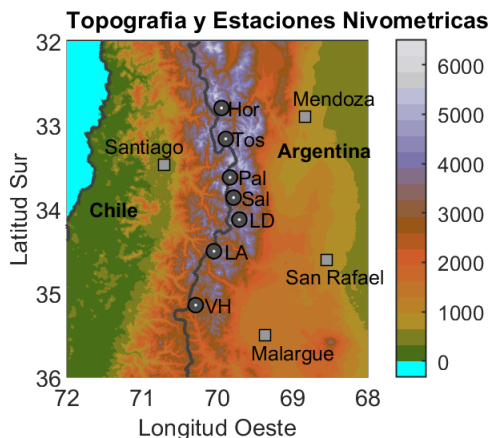 Topografia y Estaciones Nivometricas
32
33
34
35
36
Latitud Sur
72
71
70
69
68
Longitud Oeste
Hor
Tos
Pal
Sal
LD
LA
VH
Mendoza
Santiago
Argentina
Chile
San Rafael
Malargue
6000
5000
4000
3000
2000
1000
0